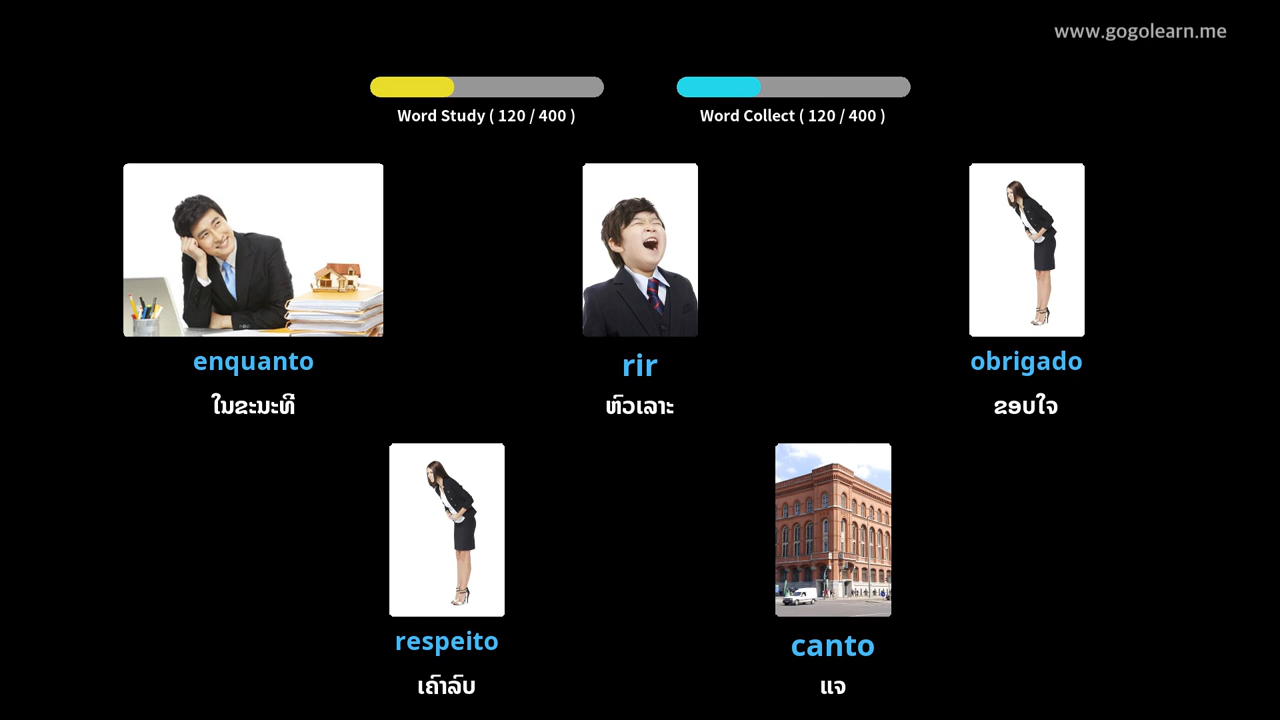 www.gogolearn.me
Word Study ( 120 / 400 )
Word Collect ( 120 / 400 )
enquanto
ໃນຂະນະທີ
rir
ຫົວເລາະ
obrigado
ຂອບໃຈ
respeito
ເຄົາລົບ
canto
ແຈ